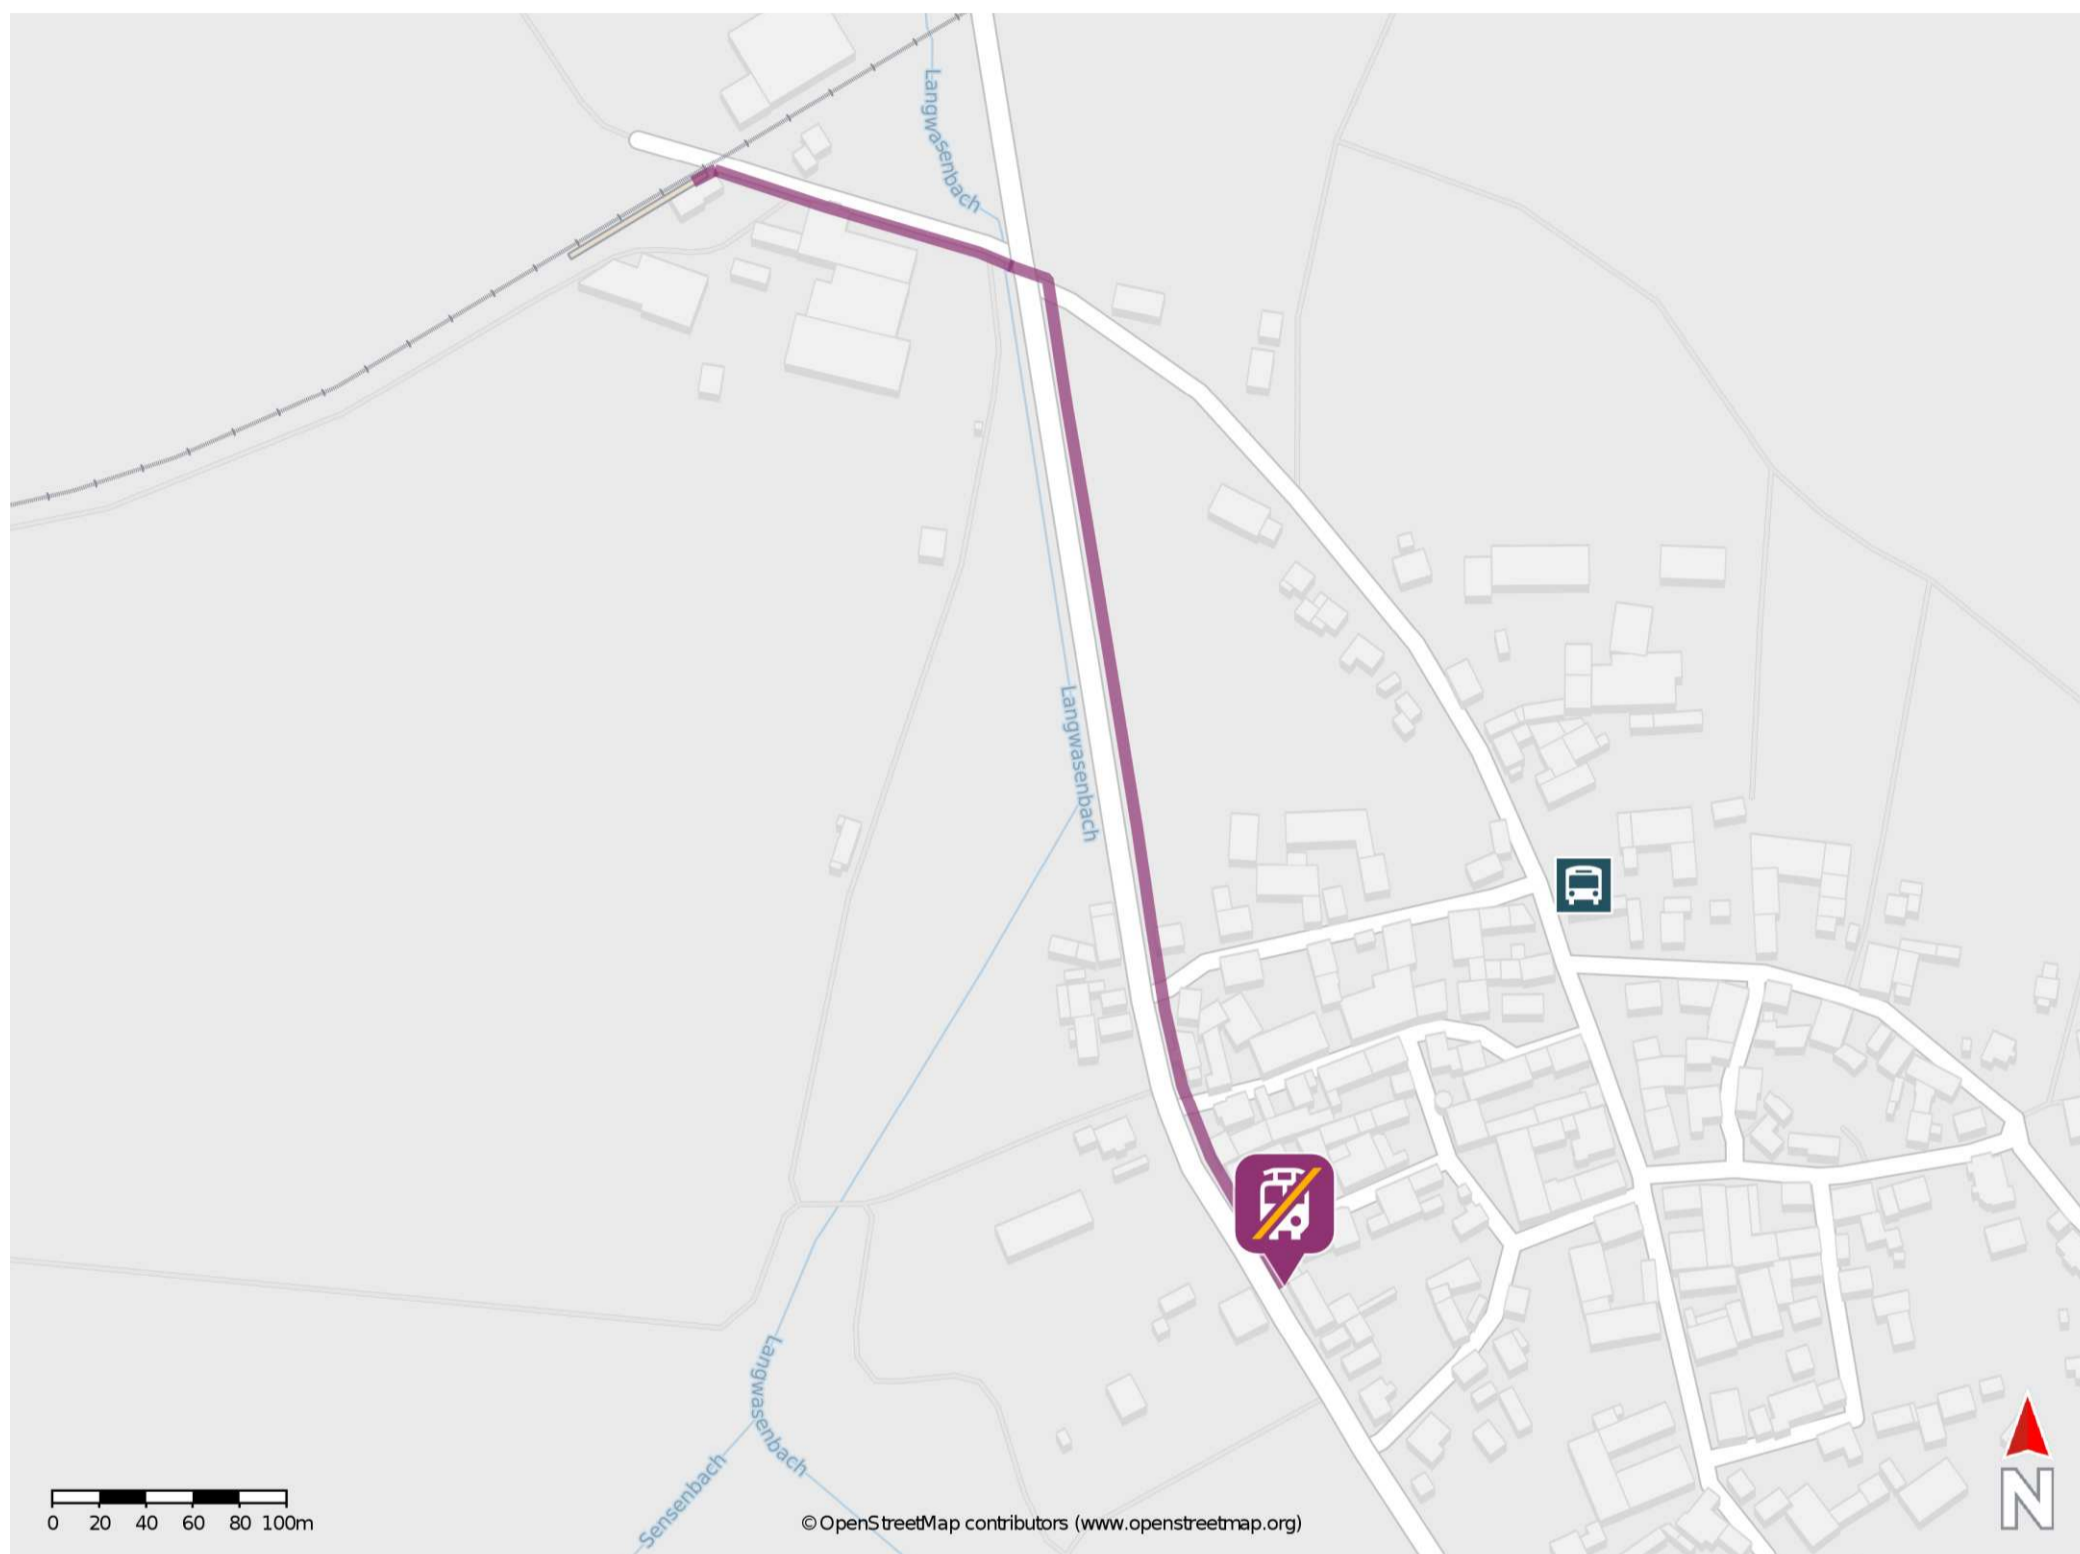 Langwasenbach
Langwasenbach
Langwasenbach
Sensenbach
0 20 40 60 80 100m
© OpenStreetMap contributors (www.openstreetmap.org)
N